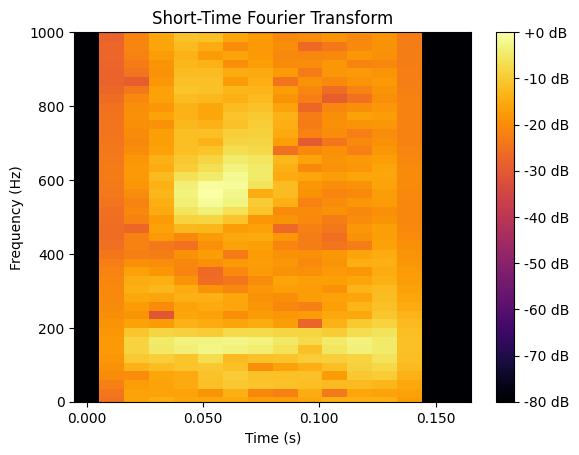 Short-Time Fourier Transform
1000
800
600
400
200
0
Frequency (Hz)
0.000
0.050
0.100
0.150
Time (s)
+0 dB
-10 dB
-20 dB
-30 dB
-40 dB
-50 dB
-60 dB
-70 dB
-80 dB